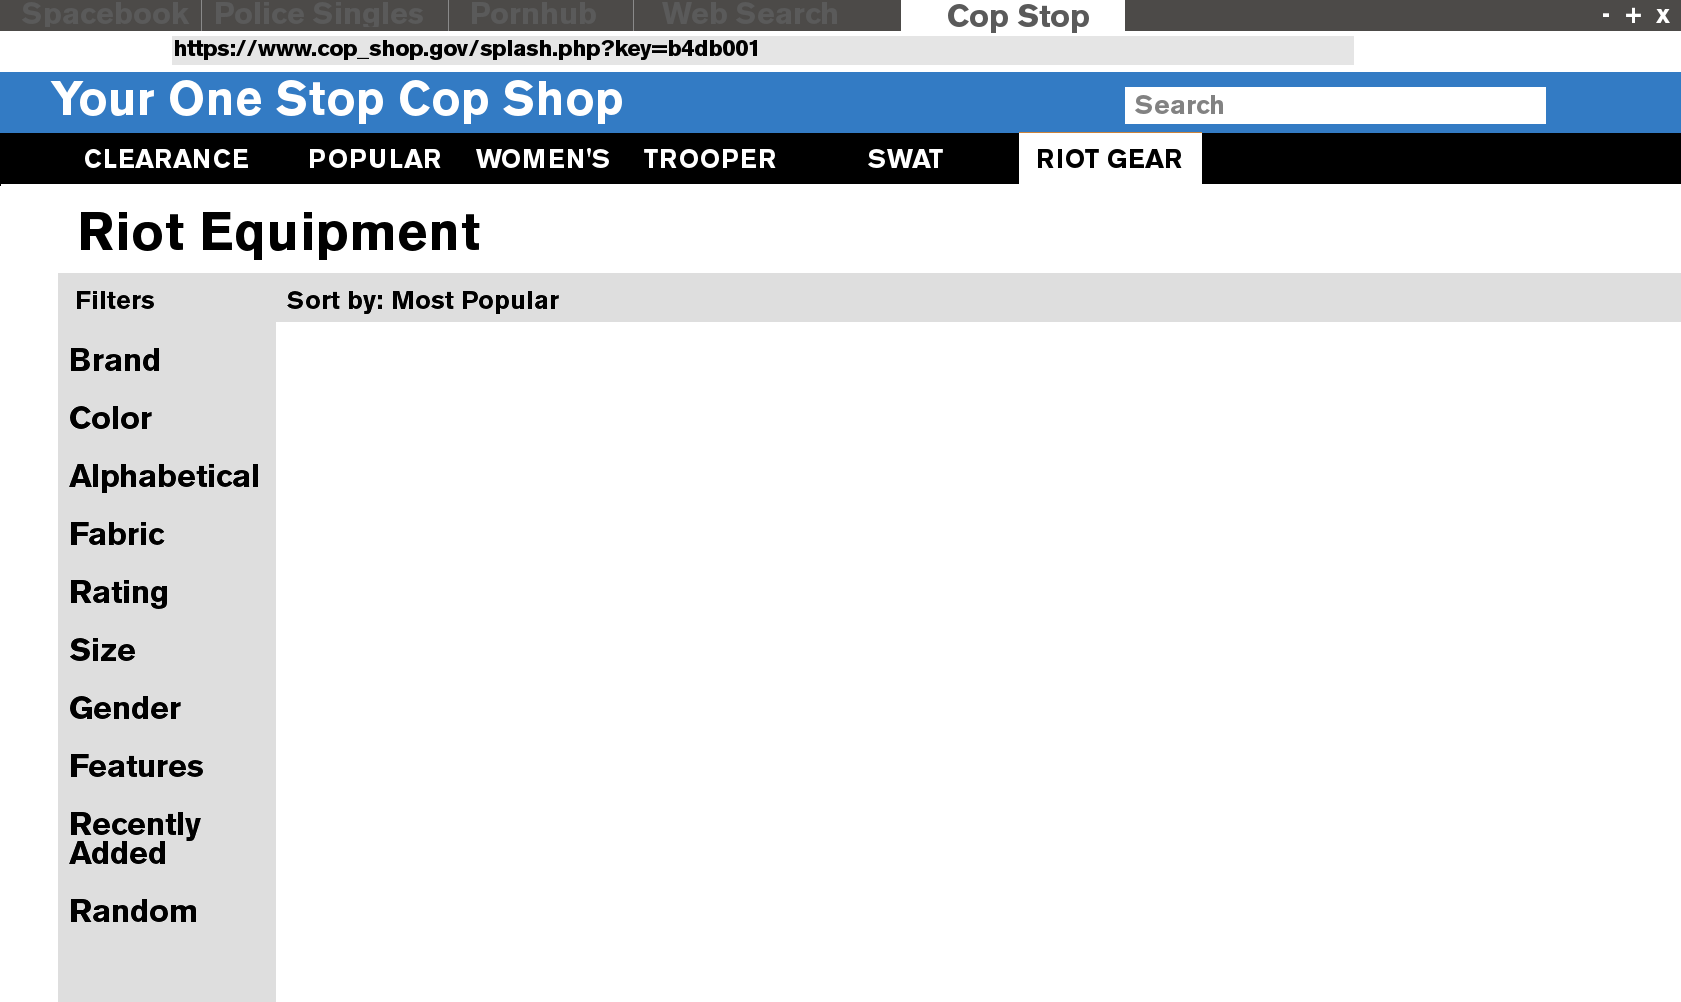 Spacebook Police Singles Pornhub Web Search Cop Stop - + x
https://www.cop_shop.gov/splash.php?key=b4db001
Your One Stop Cop Shop Search
CLEARANCE POPULAR WOMEN'S TROOPER SWAT RIOT GEAR
Riot Equipment
Filters Sort by: Most Popular
Brand
Color
Alphabetical
Fabric
Rating
Size
Gender
Features
Recently
Added
Random